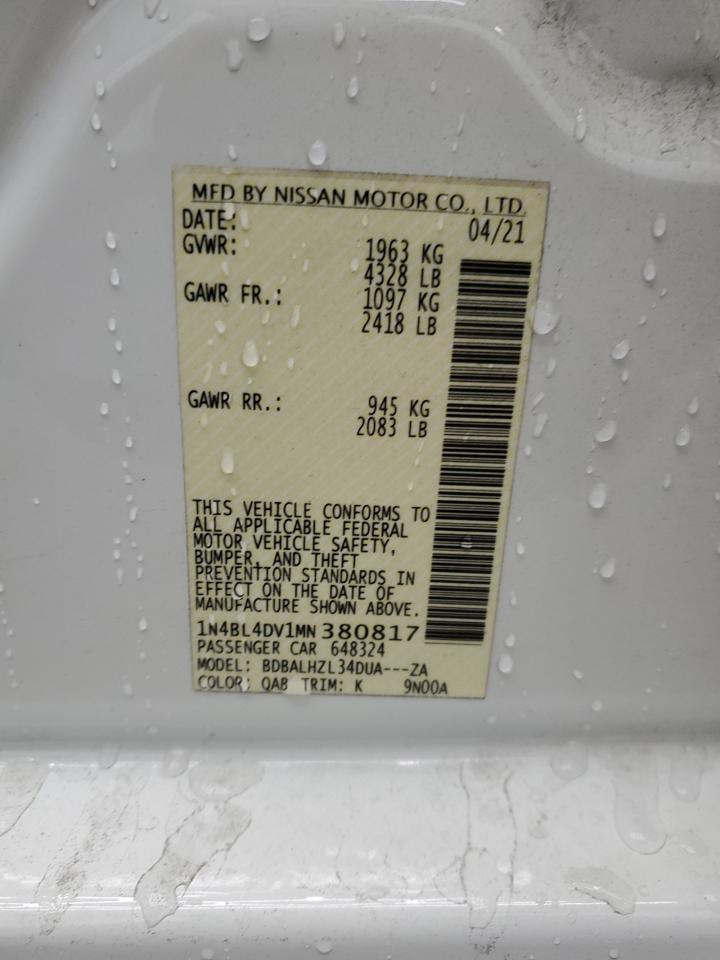 MFD BY NISSAN MOTOR CO., LTD.
DATE: 04/21
GVWR: 1963 KG
4328 LB
GAWR FR.: 1097 KG
2418 LB
GAWR RR.: 945 KG
2083 LB
THIS VEHICLE CONFORMS TO
ALL APPLICABLE FEDERAL
MOTOR VEHICLE SAFETY,
BUMPER, AND THEFT
PREVENTION STANDARDS IN
EFFECT ON THE DATE OF
MANUFACTURE SHOWN ABOVE.
1N4BL4DV1MN380817
PASSENGER CAR 648324
MODEL: BDBALHZL34DUA---ZA
COLOR: QAB TRIM: K 9N00A